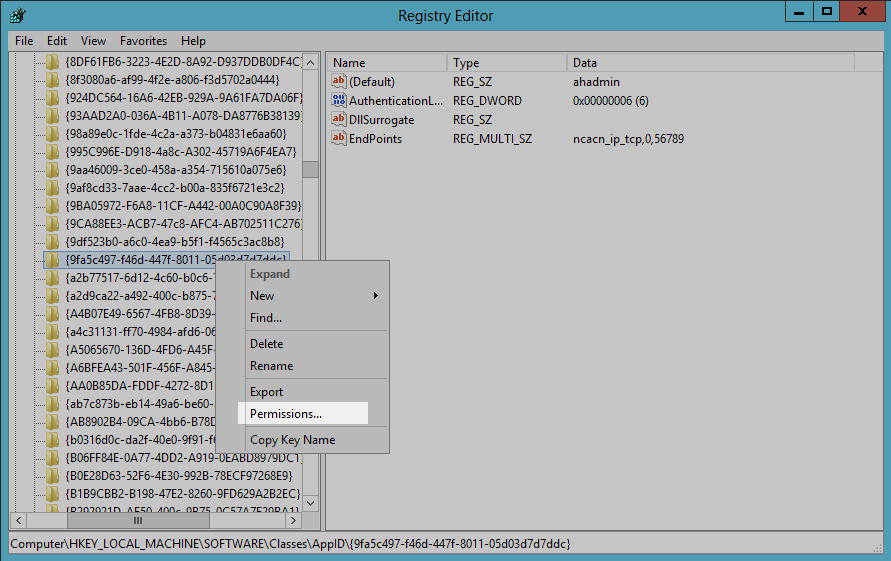 Registry Editor
File Edit View Favorites Help
{8DF61FB6-3223-4E2D-8A92-D937DDB0DF4C}
{8f3080a6-af99-4f2e-a806-f3d5702a0444}
{924DC564-16A6-42EB-929A-9A61FA7DA06F}
{93AAD2A0-036A-4B11-A078-DA8776B38139}
{98a89e0c-1fde-4c2a-a373-b04831e6aa60}
{995C996E-D918-4a8c-A302-45719A6F4EA7}
{9aa46009-3ce0-458a-a354-715610a075e6}
{9af8cd33-7aae-4cc2-b00a-835f6721e3c2}
{9BA05972-F6A8-11CF-A442-00A0C90A8F39}
{9CA88EE3-ACB7-47c8-AFC4-AB702511C276}
{9df523b0-a6c0-4ea9-b5f1-f4565c3ac8b8}
{9fa5c497-f46d-447f-8011-05d03d7d7ddc}
{a2b77517-6d12-4c60-b0c6-
{a2d9ca22-a492-400c-b875-7
{A4B07E49-6567-4FB8-8D39-
{a4c31131-ff70-4984-afd6-06
{A5065670-136D-4FD6-A45F-
{A6BFEA43-501F-456F-A845-
{AA0B85DA-FDDF-4272-8D1
{ab7c873b-eb14-49a6-be60-
{AB8902B4-09CA-4bb6-B78D
{b0316d0c-da2f-40e0-9f91-f
{B06FF84E-0A77-4DD2-A919-0EABD8979DC1}
{B0E28D63-52F6-4E30-992B-78ECF97268E9}
{B1B9CBB2-B198-47E2-8260-9FD629A2B2EC}
Expand
New
Find...
Delete
Rename
Export
Permissions...
Copy Key Name
Name Type Data
(Default) REG_SZ ahadmin
AuthenticationL... REG_DWORD 0x00000006 (6)
DllSurrogate REG_SZ
EndPoints REG_MULTI_SZ ncacn_ip_tcp,0,56789
Computer\HKEY_LOCAL_MACHINE\SOFTWARE\Classes\AppID\{9fa5c497-f46d-447f-8011-05d03d7d7ddc}